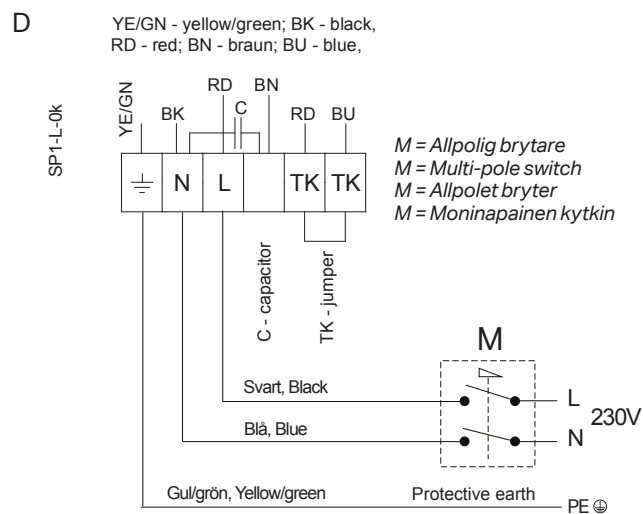 D
YE/GN - yellow/green; BK - black,
RD - red; BN - braun; BU - blue,
SP1-L-0k
YE/GN
BK
RD
C
BN
RD
BU
N
L
TK
TK
M = Allpolig brytare
M = Multi-pole switch
M = Allpolet bryter
M = Moninapainen kytkin
C - capacitor
TK - jumper
M
Svart, Black
L
230V
Blå, Blue
N
Gul/grön, Yellow/green
Protective earth
PE